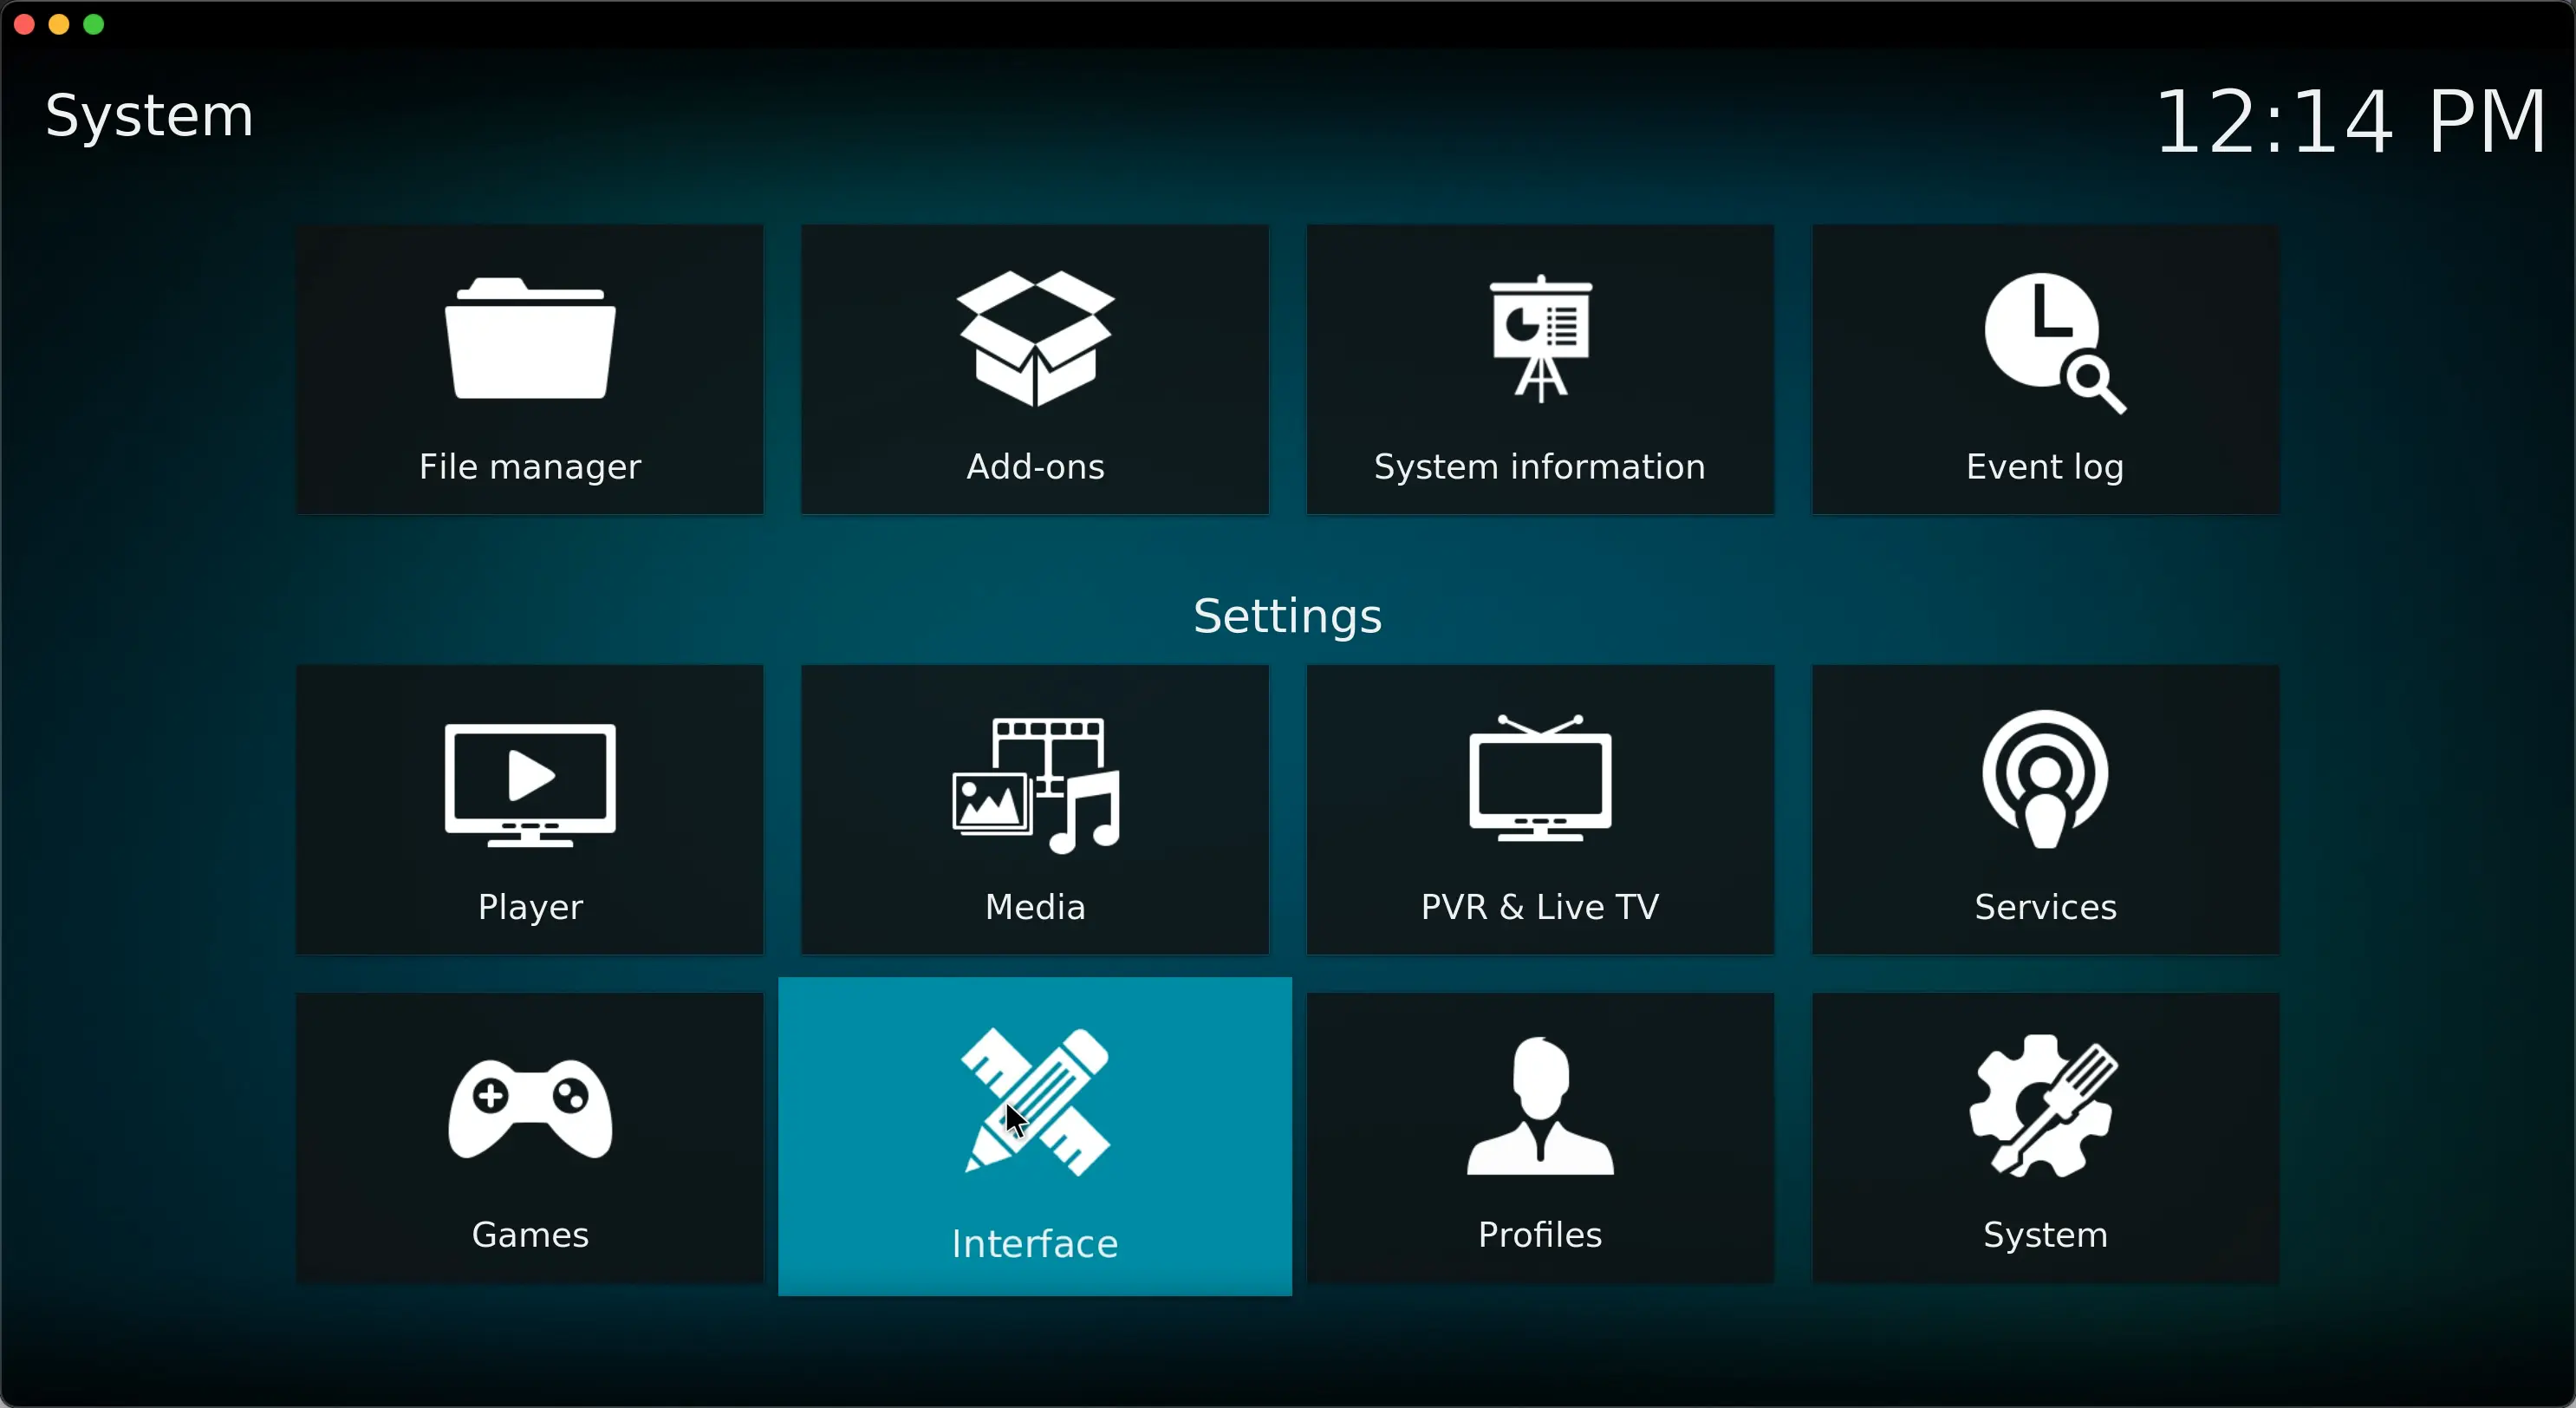 System
12:14 PM
File manager
Add-ons
System information
Event log
Settings
Player
Media
PVR & Live TV
Services
Games
Interface
Profiles
System